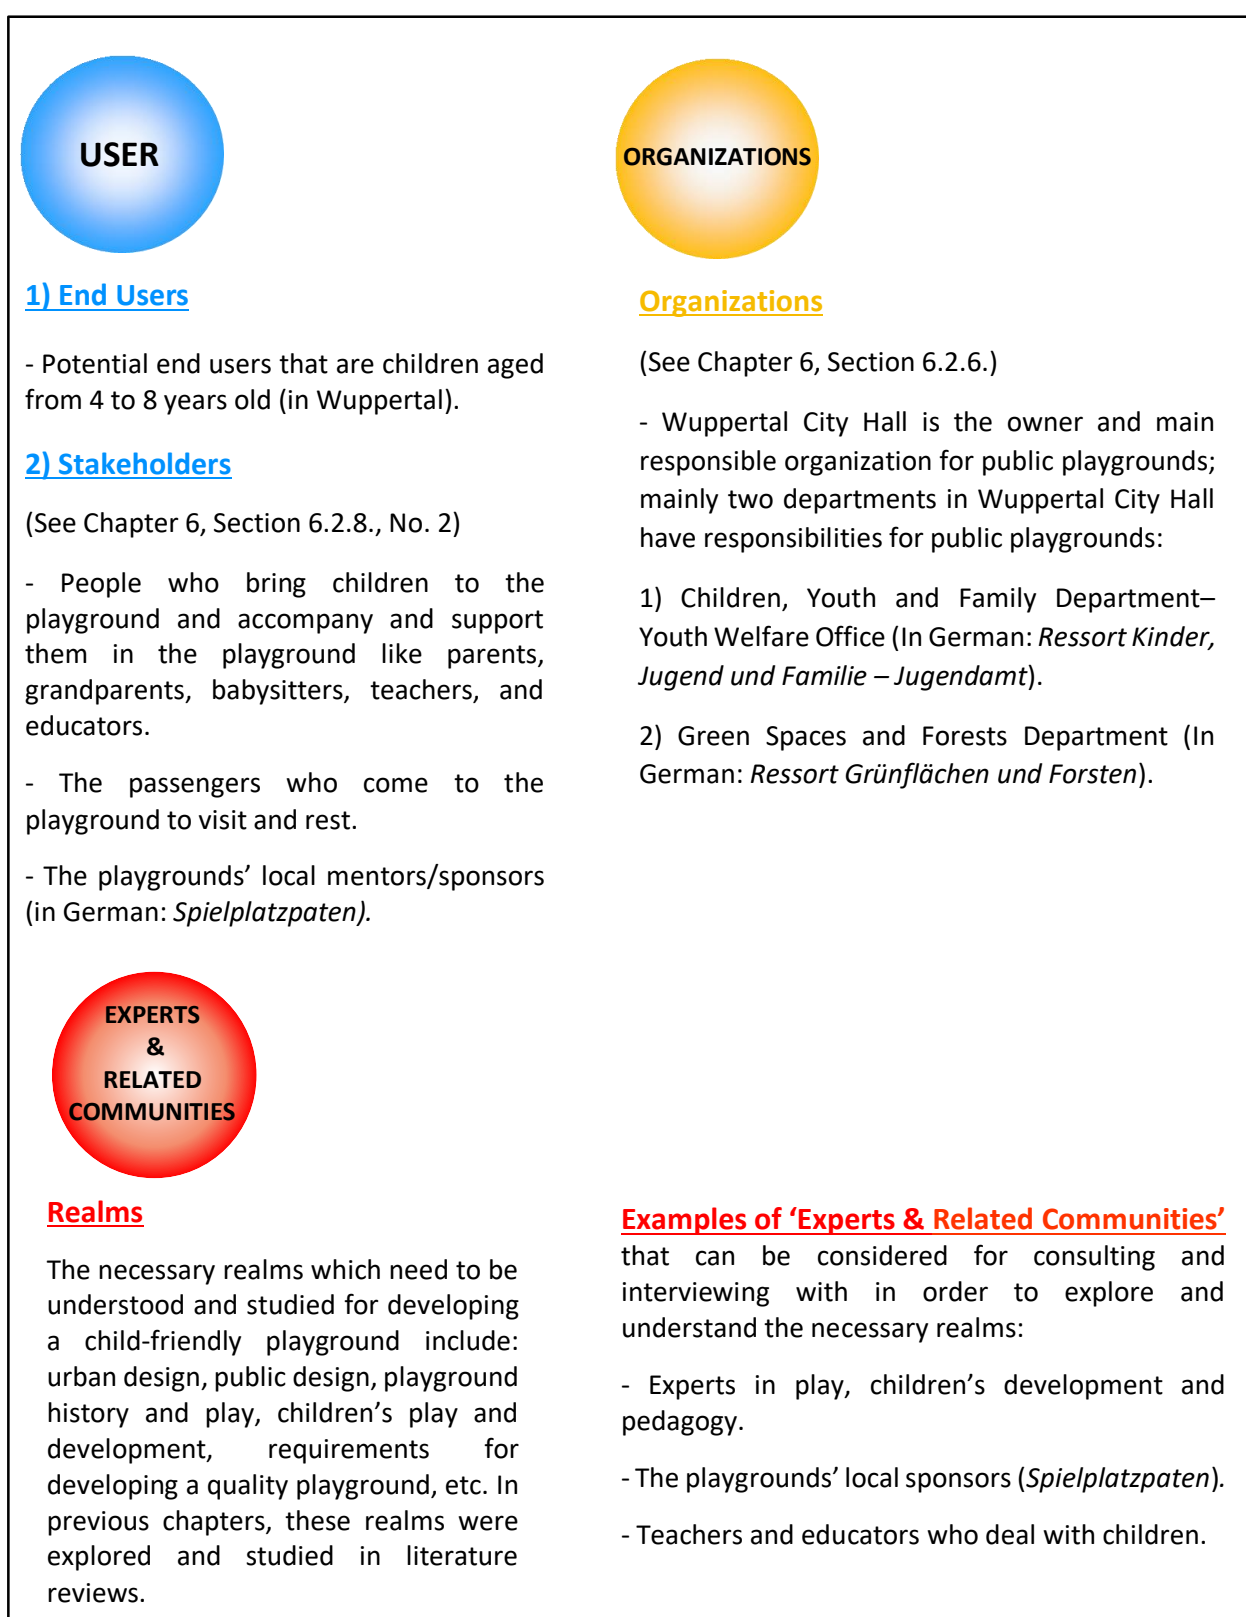 USER
1) End Users
- Potential end users that are children aged
from 4 to 8 years old (in Wuppertal).
2) Stakeholders
(See Chapter 6, Section 6.2.8., No. 2)
- People who bring children to the
playground and accompany and support
them in the playground like parents,
grandparents, babysitters, teachers, and
educators.
- The passengers who come to the
playground to visit and rest.
- The playgrounds’ local mentors/sponsors
(in German: Spielplatzpaten).
ORGANIZATIONS
Organizations
(See Chapter 6, Section 6.2.6.)
- Wuppertal City Hall is the owner and main
responsible organization for public playgrounds;
mainly two departments in Wuppertal City Hall
have responsibilities for public playgrounds:
1) Children, Youth and Family Department–
Youth Welfare Office (In German: Ressort Kinder,
Jugend und Familie – Jugendamt).
2) Green Spaces and Forests Department (In
German: Ressort Grünflächen und Forsten).
EXPERTS
&
RELATED
COMMUNITIES
Realms
The necessary realms which need to be
understood and studied for developing
a child-friendly playground include:
urban design, public design, playground
history and play, children’s play and
development, requirements for
developing a quality playground, etc. In
previous chapters, these realms were
explored and studied in literature
reviews.
Examples of ‘Experts & Related Communities’
that can be considered for consulting and
interviewing with in order to explore and
understand the necessary realms:
- Experts in play, children’s development and
pedagogy.
- The playgrounds’ local sponsors (Spielplatzpaten).
- Teachers and educators who deal with children.